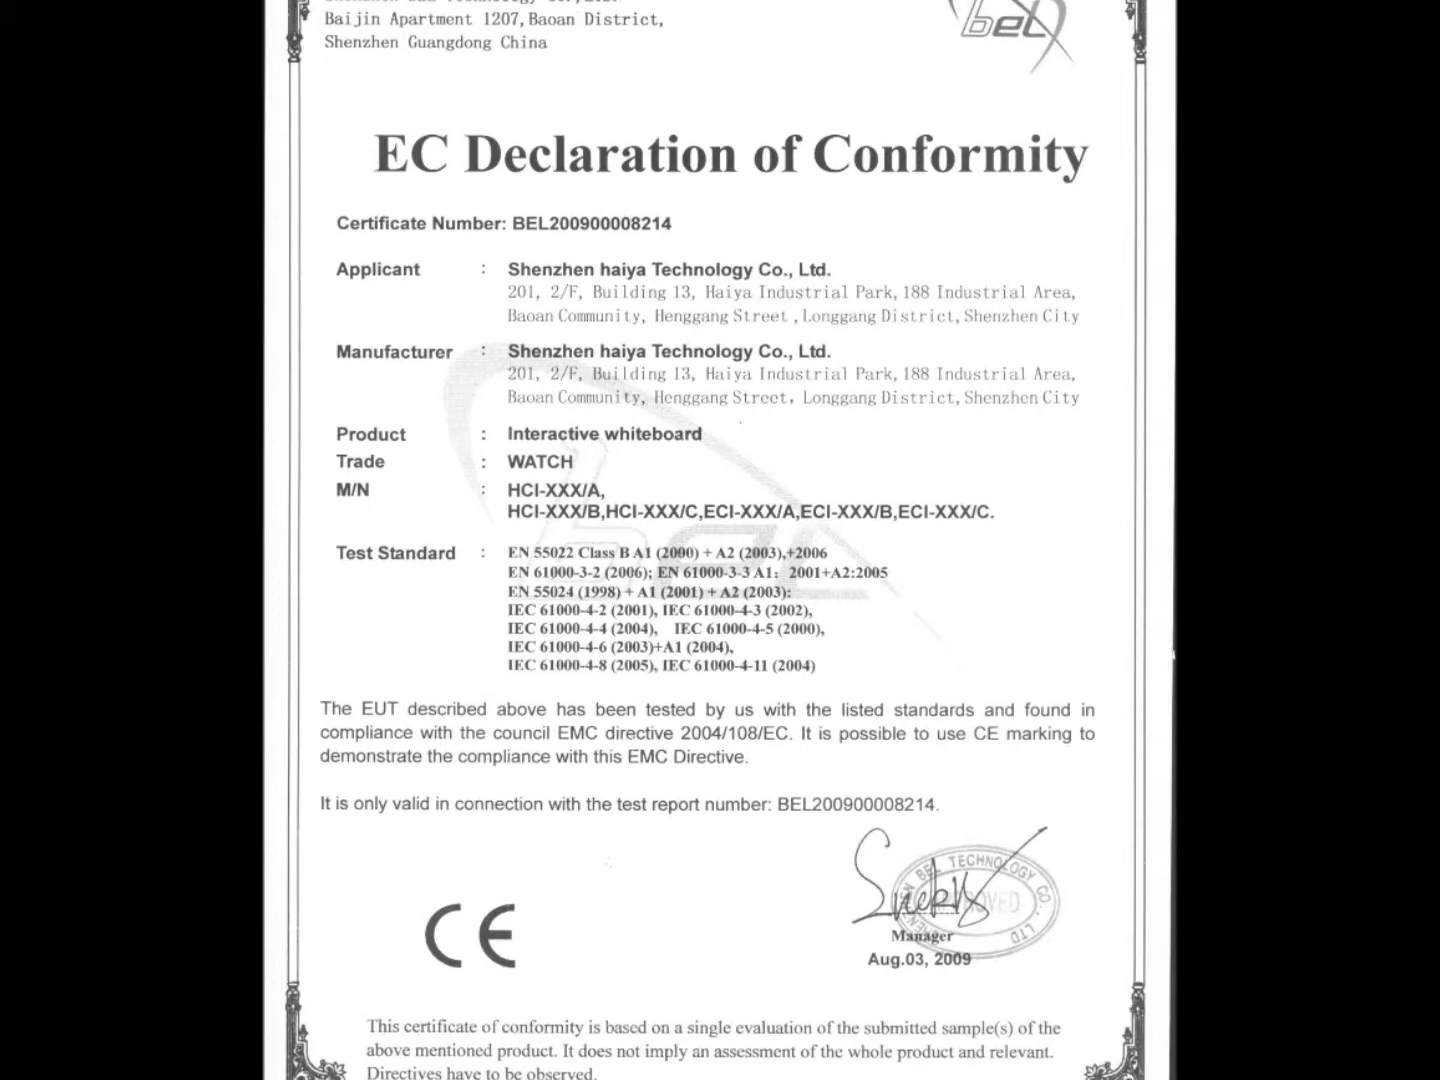 Baijin Apartment 1207, Baoan District,
Shenzhen Guangdong China
bel
EC Declaration of Conformity
Certificate Number: BEL200900008214
Applicant : Shenzhen haiya Technology Co., Ltd.
201, 2/F, Building 13, Haiya Industrial Park, 188 Industrial Area,
Baoan Community, Henggang Street , Longgang District, Shenzhen City
Manufacturer : Shenzhen haiya Technology Co., Ltd.
201, 2/F, Building 13, Haiya Industrial Park, 188 Industrial Area,
Baoan Community, Henggang Street, Longgang District, Shenzhen City
Product : Interactive whiteboard
Trade : WATCH
M/N : HCI-XXX/A,
HCI-XXX/B,HCI-XXX/C,ECI-XXX/A,ECI-XXX/B,ECI-XXX/C.
Test Standard : EN 55022 Class B A1 (2000) + A2 (2003),+2006
EN 61000-3-2 (2006); EN 61000-3-3 A1: 2001+A2:2005
EN 55024 (1998) + A1 (2001) + A2 (2003):
IEC 61000-4-2 (2001), IEC 61000-4-3 (2002),
IEC 61000-4-4 (2004), IEC 61000-4-5 (2000),
IEC 61000-4-6 (2003)+A1 (2004),
IEC 61000-4-8 (2005), IEC 61000-4-11 (2004)
The EUT described above has been tested by us with the listed standards and found in
compliance with the council EMC directive 2004/108/EC. It is possible to use CE marking to
demonstrate the compliance with this EMC Directive.
It is only valid in connection with the test report number: BEL200900008214.
BEL TECHNOLOGY CO., LTD
CE
Manager
Aug.03, 2009
This certificate of conformity is based on a single evaluation of the submitted sample(s) of the
above mentioned product. It does not imply an assessment of the whole product and relevant.
Directives have to be observed.